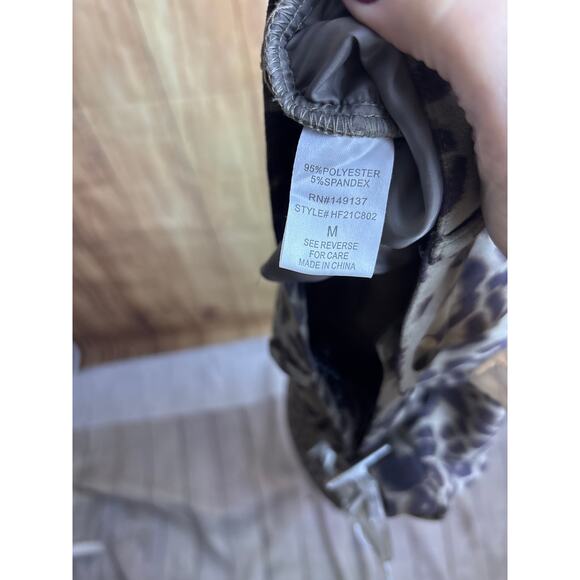 95%POLYESTER
5%SPANDEX
RN#149137
STYLE# HF21C802
M
SEE REVERSE
FOR CARE
MADE IN CHINA